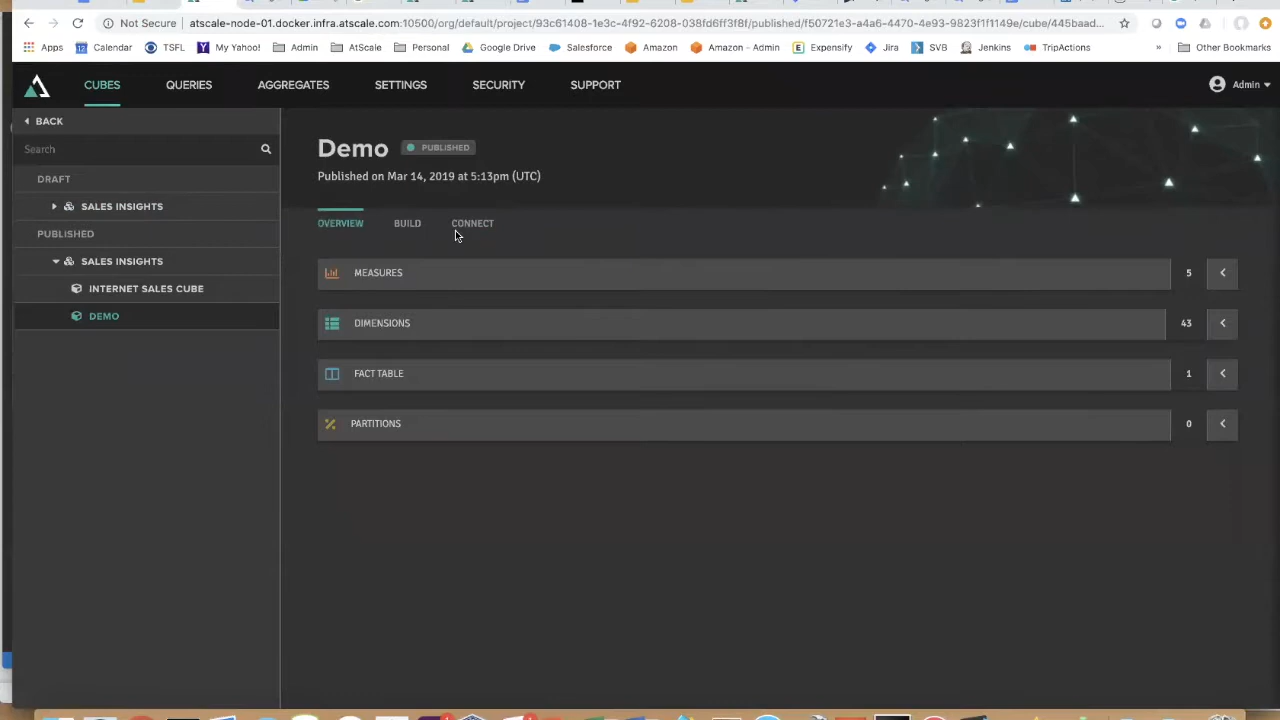 Not Secure atscale-node-01.docker.infra.atscale.com:10500/org/default/project/93c61408-1e3c-4f92-6208-038fd6ff3f8f/published/f50721e3-a4a6-4470-4e93-9823f1f1149e/cube/445baad...
Apps Calendar TSFL My Yahoo! Admin AtScale Personal Google Drive Salesforce Amazon Amazon - Admin Expensify Jira SVB Jenkins TripActions » Other Bookmarks
CUBES QUERIES AGGREGATES SETTINGS SECURITY SUPPORT Admin
BACK
Search
DRAFT
SALES INSIGHTS
PUBLISHED
SALES INSIGHTS
INTERNET SALES CUBE
DEMO
Demo PUBLISHED
Published on Mar 14, 2019 at 5:13pm (UTC)
OVERVIEW BUILD CONNECT
MEASURES 5
DIMENSIONS 43
FACT TABLE 1
PARTITIONS 0